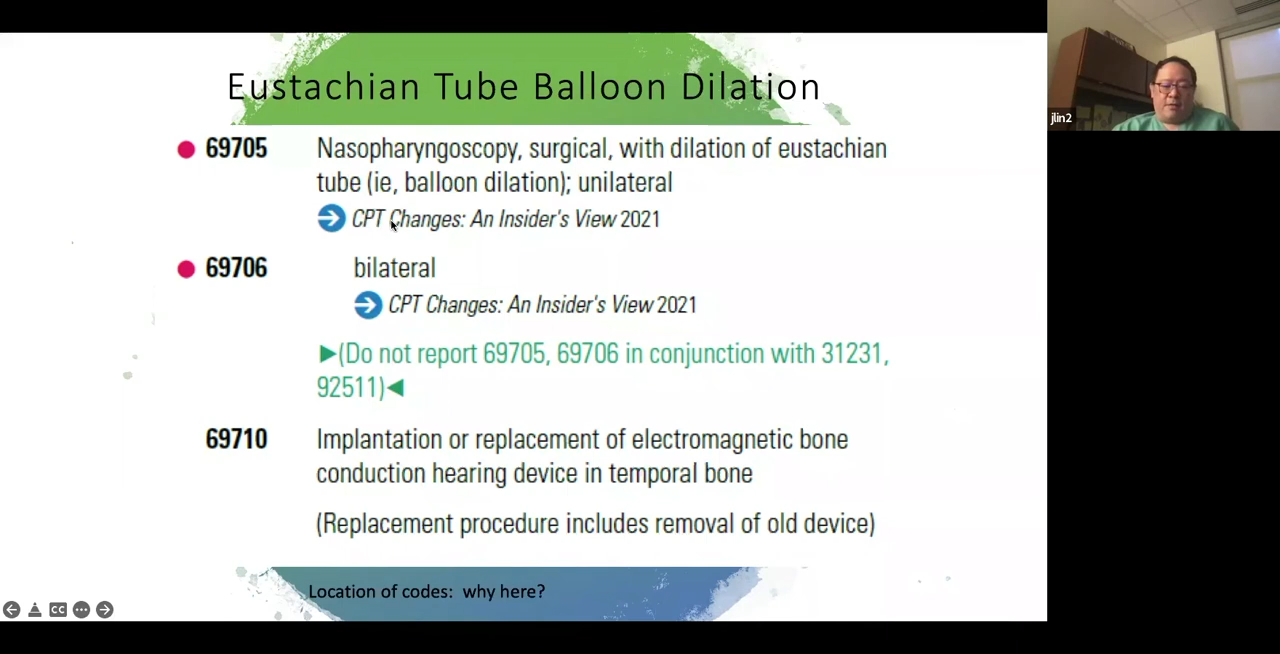 Eustachian Tube Balloon Dilation
69705 Nasopharyngoscopy, surgical, with dilation of eustachian
tube (ie, balloon dilation); unilateral
CPT Changes: An Insider's View 2021
69706 bilateral
CPT Changes: An Insider's View 2021
►(Do not report 69705, 69706 in conjunction with 31231,
92511)◄
69710 Implantation or replacement of electromagnetic bone
conduction hearing device in temporal bone
(Replacement procedure includes removal of old device)
Location of codes: why here?
CC
jlin2